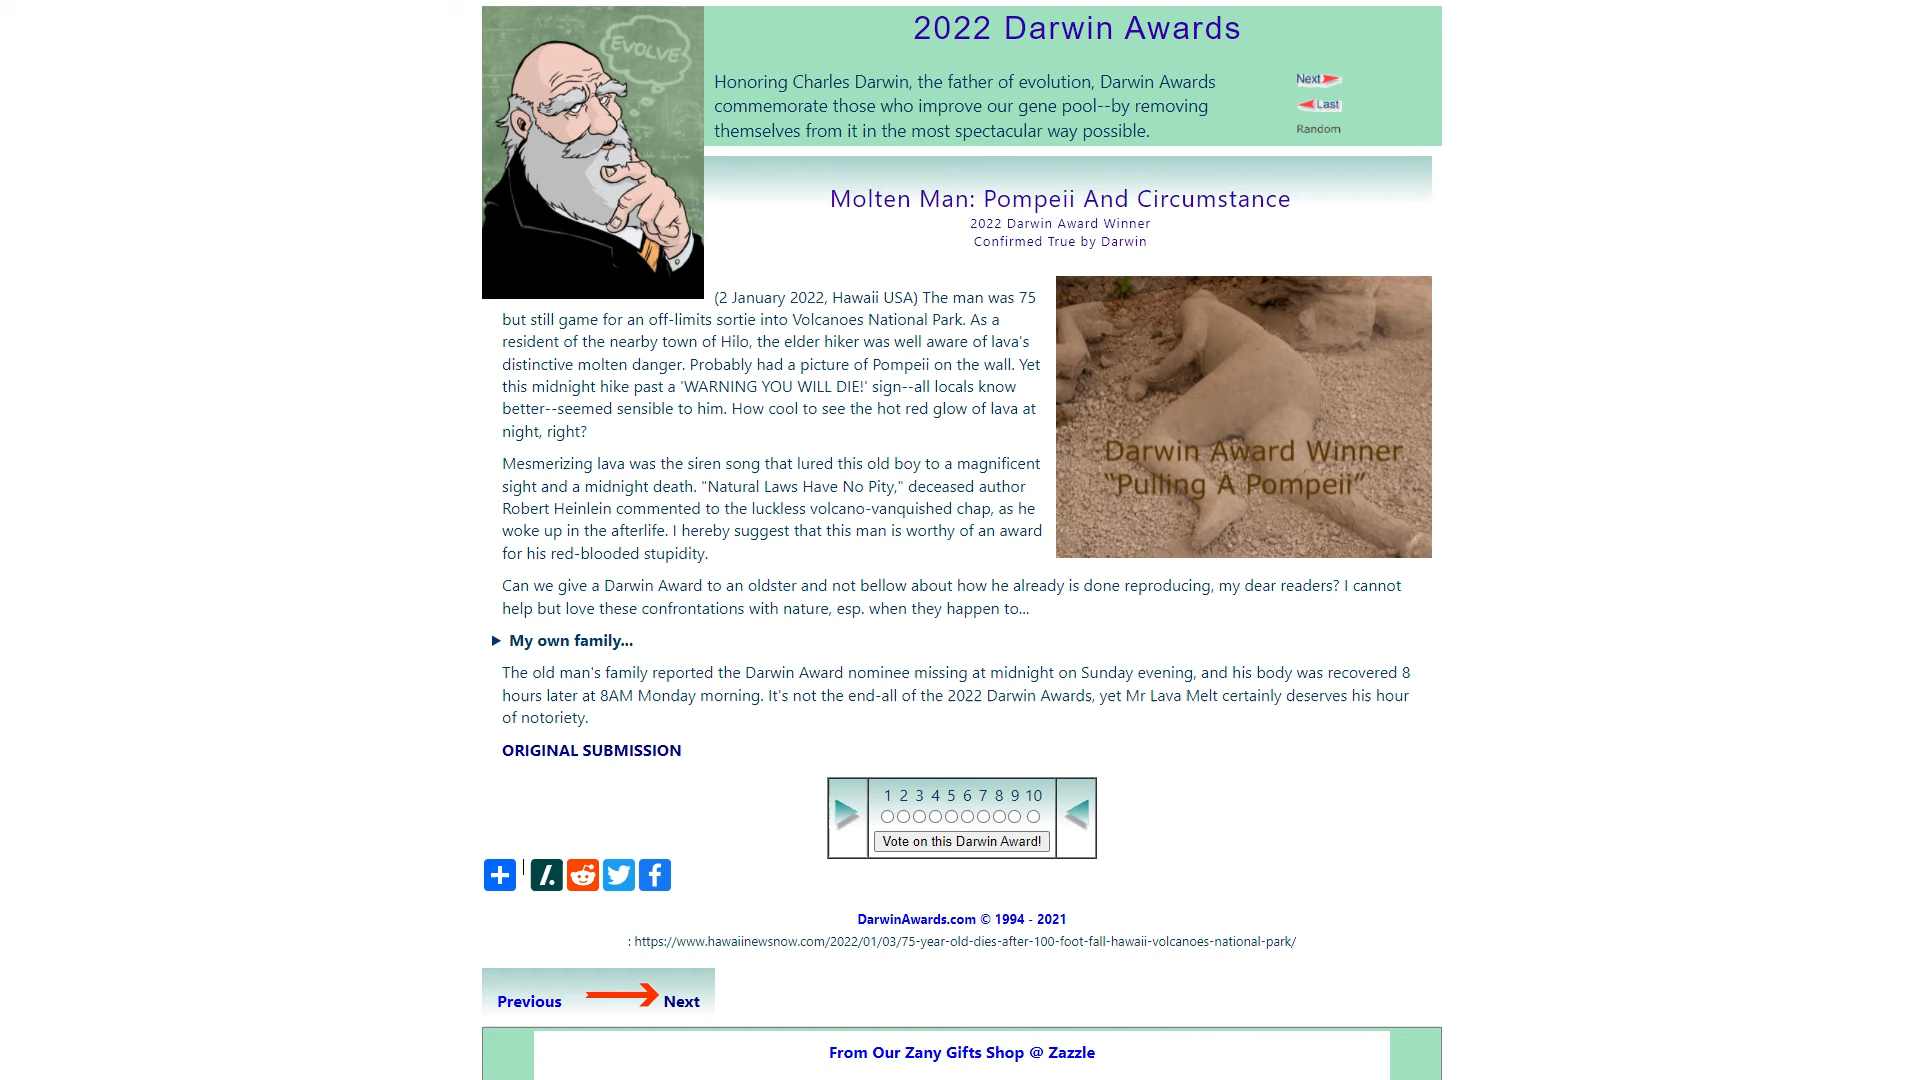 EVOLVE
2022 Darwin Awards
Honoring Charles Darwin, the father of evolution, Darwin Awards
commemorate those who improve our gene pool--by removing
themselves from it in the most spectacular way possible.
Next
Last
Random
Molten Man: Pompeii And Circumstance
2022 Darwin Award Winner
Confirmed True by Darwin
(2 January 2022, Hawaii USA) The man was 75
but still game for an off-limits sortie into Volcanoes National Park. As a
resident of the nearby town of Hilo, the elder hiker was well aware of lava's
distinctive molten danger. Probably had a picture of Pompeii on the wall. Yet
this midnight hike past a 'WARNING YOU WILL DIE!' sign--all locals know
better--seemed sensible to him. How cool to see the hot red glow of lava at
night, right?
Darwin Award Winner
“Pulling A Pompeii”
Mesmerizing lava was the siren song that lured this old boy to a magnificent
sight and a midnight death. "Natural Laws Have No Pity," deceased author
Robert Heinlein commented to the luckless volcano-vanquished chap, as he
woke up in the afterlife. I hereby suggest that this man is worthy of an award
for his red-blooded stupidity.
Can we give a Darwin Award to an oldster and not bellow about how he already is done reproducing, my dear readers? I cannot
help but love these confrontations with nature, esp. when they happen to...
My own family...
The old man's family reported the Darwin Award nominee missing at midnight on Sunday evening, and his body was recovered 8
hours later at 8AM Monday morning. It's not the end-all of the 2022 Darwin Awards, yet Mr Lava Melt certainly deserves his hour
of notoriety.
ORIGINAL SUBMISSION
1 2 3 4 5 6 7 8 9 10
Vote on this Darwin Award!
DarwinAwards.com © 1994 - 2021
: https://www.hawaiinewsnow.com/2022/01/03/75-year-old-dies-after-100-foot-fall-hawaii-volcanoes-national-park/
Previous Next
From Our Zany Gifts Shop @ Zazzle